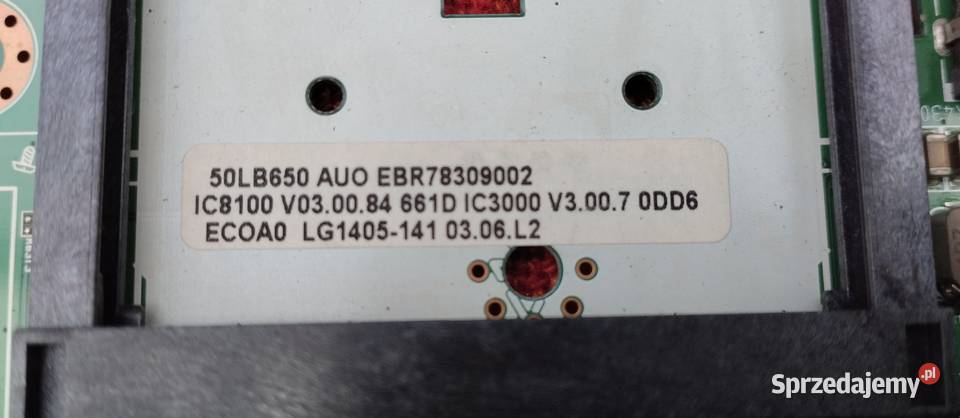 50LB650 AUO EBR78309002
IC8100 V03.00.84 661D IC3000 V3.00.7 0DD6
ECOA0 LG1405-141 03.06.L2
Sprzedajemy.pl